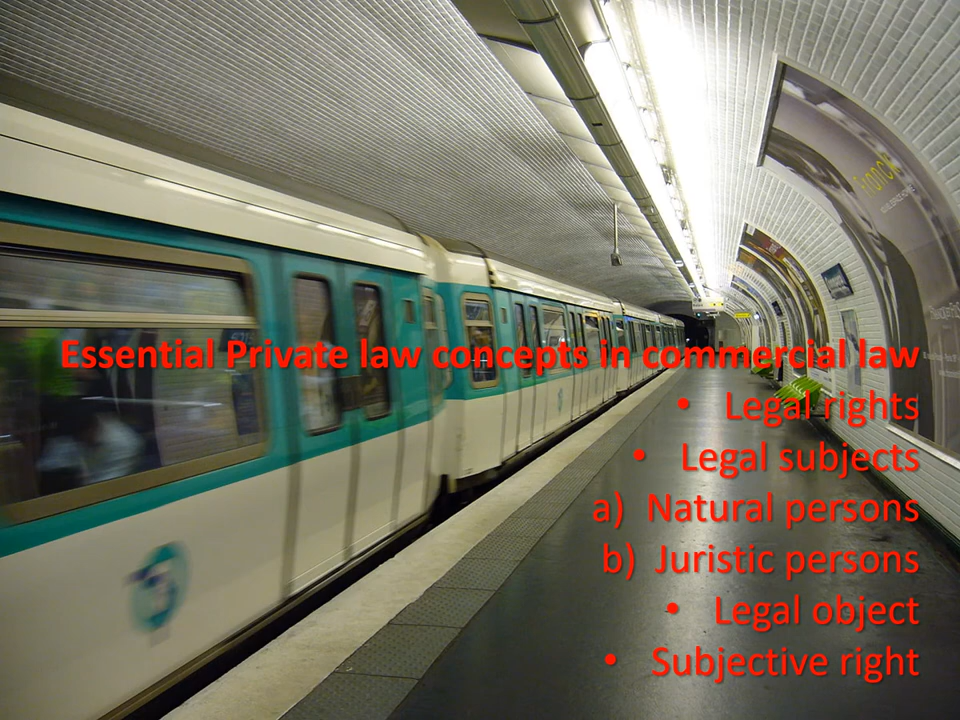 Essential Private law concepts in commercial law
• Legal rights
• Legal subjects
a) Natural persons
b) Juristic persons
• Legal object
• Subjective right